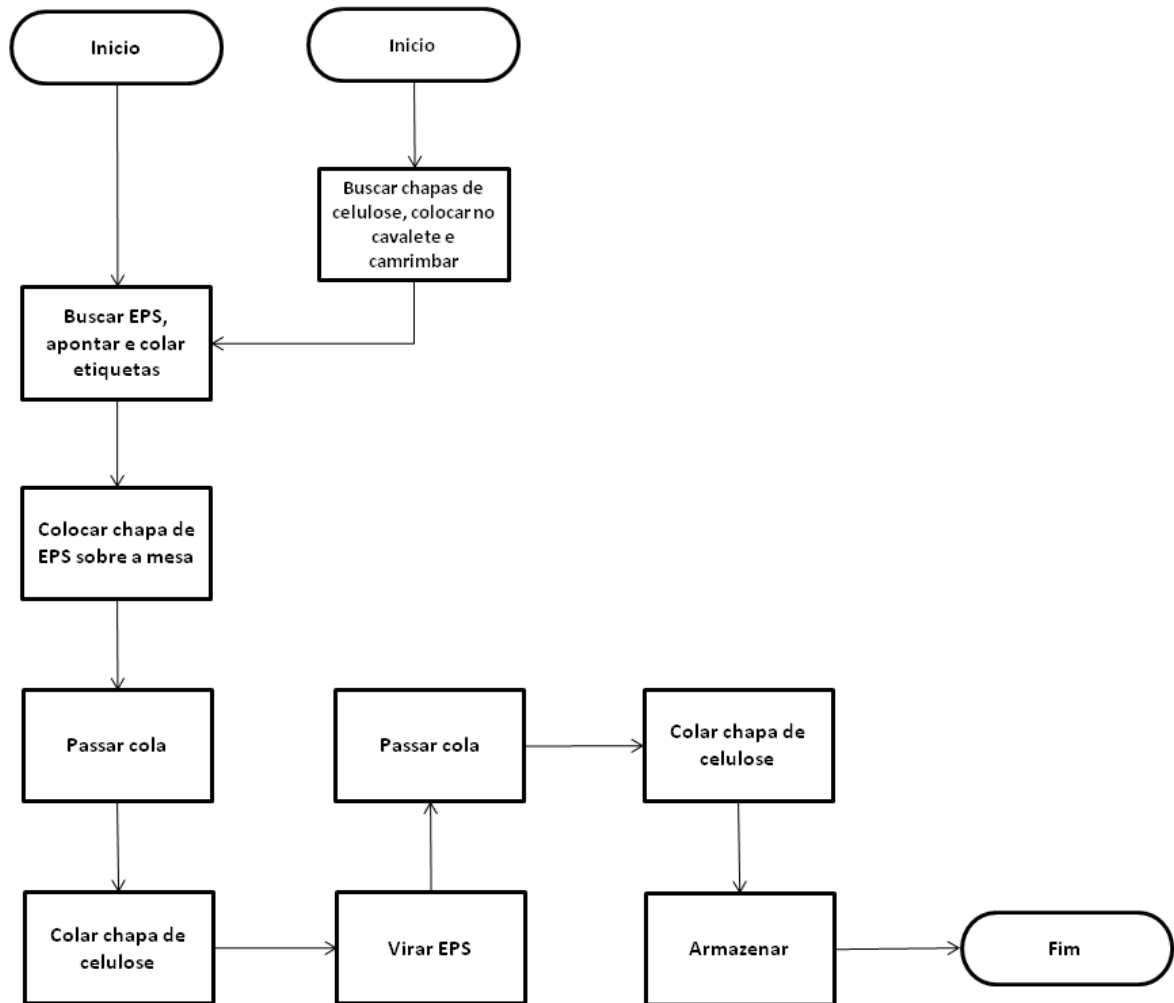 Inicio
Inicio
Buscar chapas de
celulose, colocar no
cavalete e
camrimbar
Buscar EPS,
apontar e colar
etiquetas
Colocar chapa de
EPS sobre a mesa
Passar cola
Passar cola
Colar chapa de
celulose
Colar chapa de
celulose
Virar EPS
Armazenar
Fim